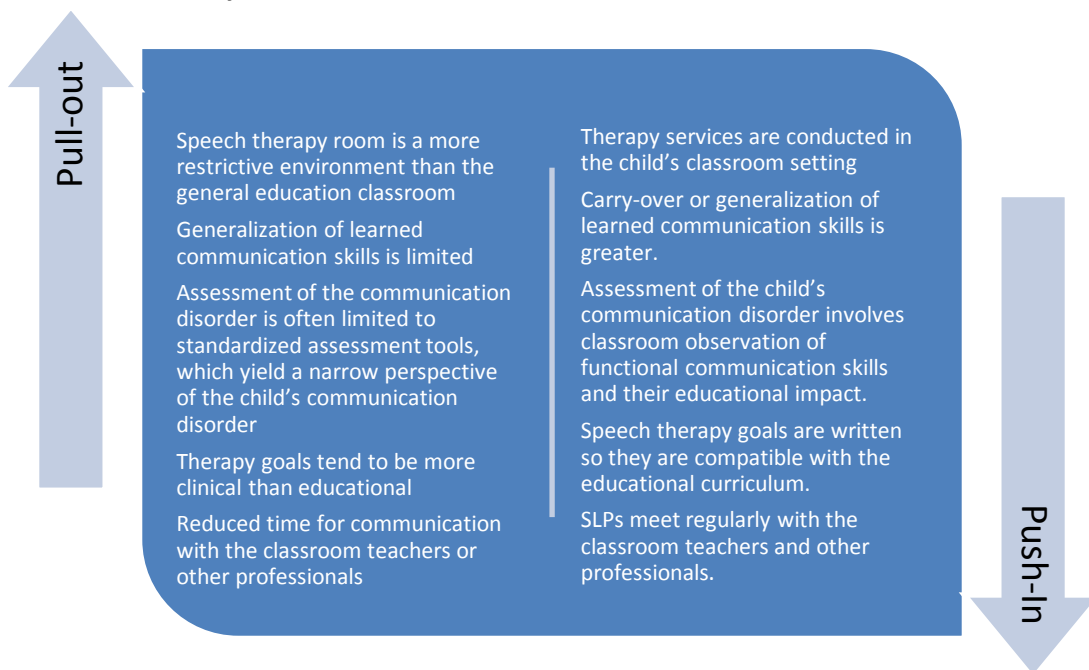 Pull-out
Speech therapy room is a more
restrictive environment than the
general education classroom
Generalization of learned
communication skills is limited
Assessment of the communication
disorder is often limited to
standardized assessment tools,
which yield a narrow perspective
of the child's communication
disorder
Therapy goals tend to be more
clinical than educational
Reduced time for communication
with the classroom teachers or
other professionals
Therapy services are conducted in
the child's classroom setting
Carry-over or generalization of
learned communication skills is
greater.
Assessment of the child's
communication disorder involves
classroom observation of
functional communication skills
and their educational impact.
Speech therapy goals are written
so they are compatible with the
educational curriculum.
SLPs meet regularly with the
classroom teachers and other
professionals.
Push-In